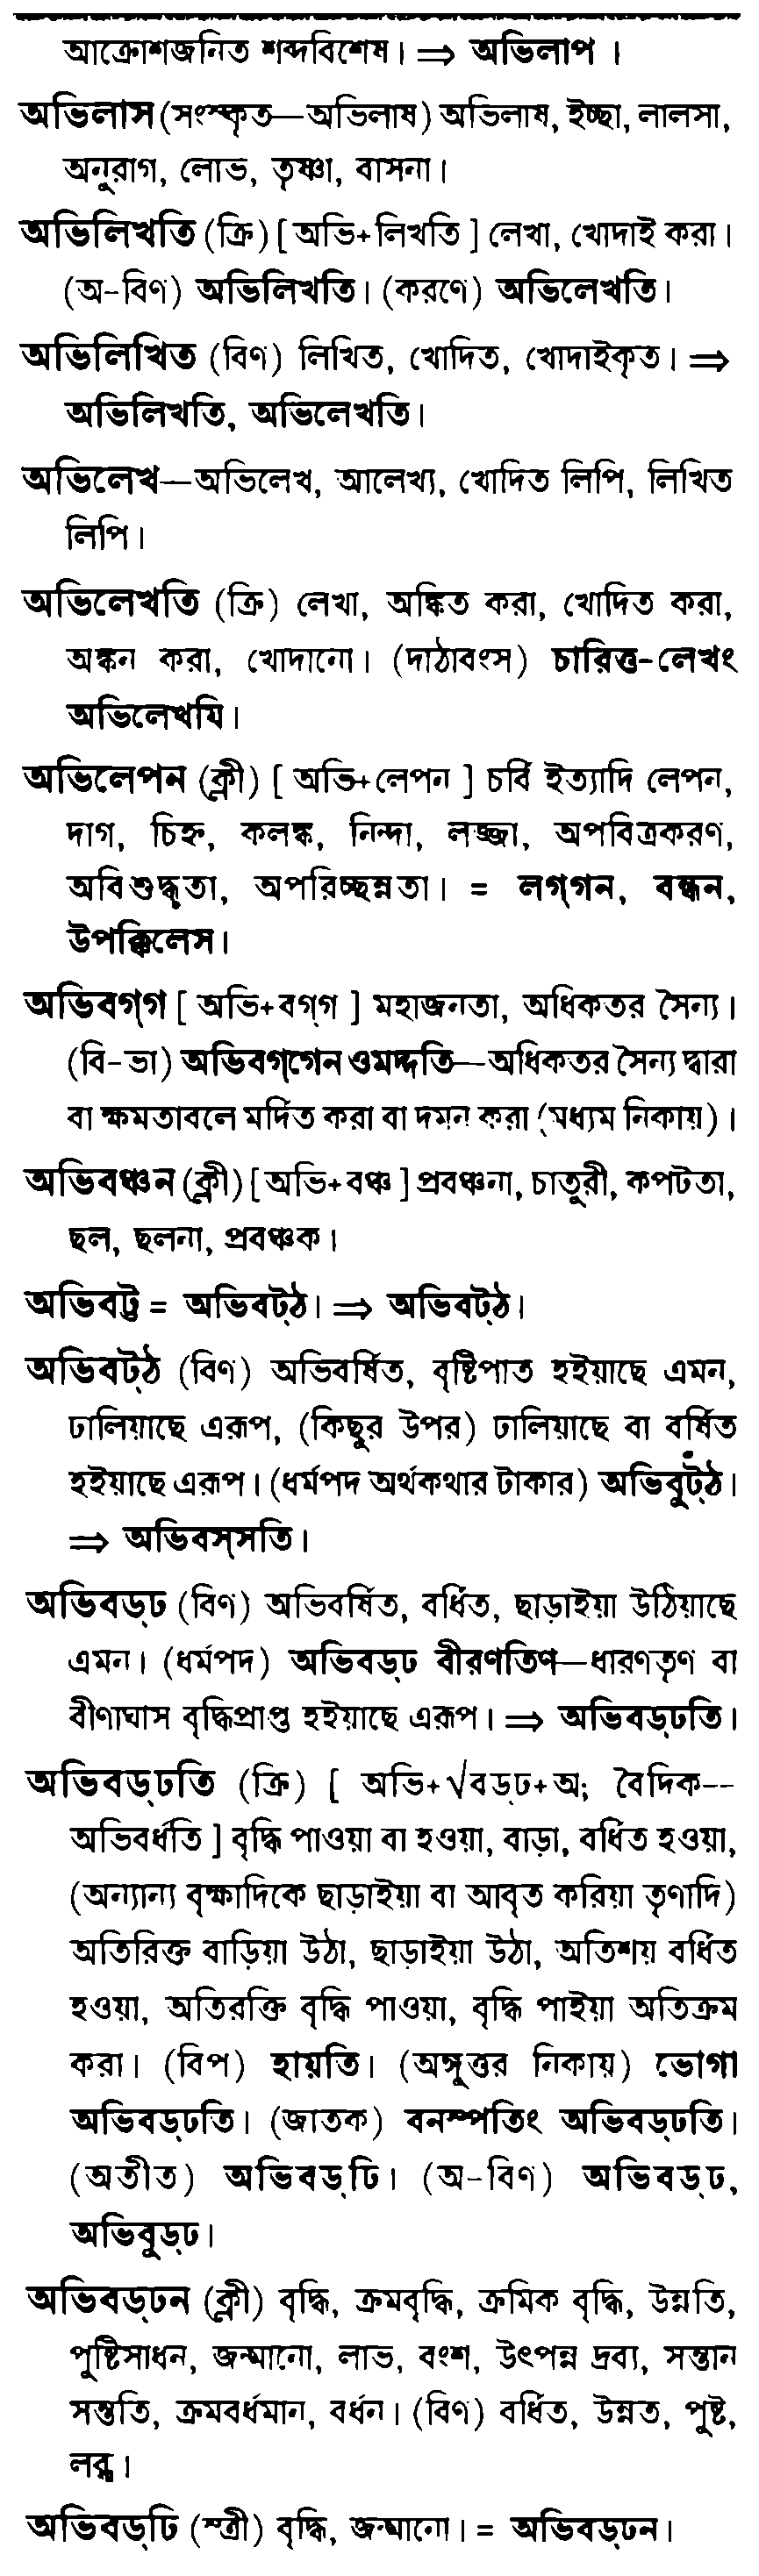 আক্রোশজনিত শব্দবিশেষ। ⇒ অভিলাপ ।
অভিলাস (সংস্কৃত—অভিলাষ) অভিলাষ, ইচ্ছা, লালসা,
অনুরাগ, লোভ, তৃষ্ণা, বাসনা।
অভিলিখতি (ক্রি) [ অভি+লিখতি ] লেখা, খোদাই করা।
(অ-বিণ) অভিলিখতি। (করণে) অভিলেখতি।
অভিলিখিত (বিণ) লিখিত, খোদিত, খোদাইকৃত। ⇒
অভিলিখতি, অভিলেখতি।
অভিলেখ—অভিলেখ, আলেখ্য, খোদিত লিপি, লিখিত
লিপি।
অভিলেখতি (ক্রি) লেখা, অঙ্কিত করা, খোদিত করা,
অঙ্কন করা, খোদানো। (দাঠাবংস) চারিত্ত-লেখং
অভিলেখমি।
অভিলেপন (ক্লী) [ অভি+লেপন ] চর্বি ইত্যাদি লেপন,
দাগ, চিহ্ন, কলঙ্ক, নিন্দা, লজ্জা, অপবিত্রকরণ,
অবিশুদ্ধতা, অপরিচ্ছন্নতা। = লগ্‌গন, বন্ধন,
উপক্কিলেস।
অভিবগ্‌গ [ অভি+বগ্‌গ ] মহাজনতা, অধিকতর সৈন্য।
(বি-ভা) অভিবগ্‌গেন ওমদ্দতি—অধিকতর সৈন্য দ্বারা
বা ক্ষমতাবলে মর্দিত করা বা দমন করা (মধ্যম নিকায়)।
অভিবঞ্চন (ক্লী) [ অভি+বঞ্চ ] প্রবঞ্চনা, চাতুরী, কপটতা,
ছল, ছলনা, প্রবঞ্চক।
অভিবট্ট = অভিবট্‌ঠ। ⇒ অভিবট্‌ঠ।
অভিবট্‌ঠ (বিণ) অভিবর্ষিত, বৃষ্টিপাত হইয়াছে এমন,
ঢালিয়াছে এরূপ, (কিছুর উপর) ঢালিয়াছে বা বর্ষিত
হইয়াছে এরূপ। (ধর্মপদ অর্থকথার টাকার) অভিবুট্‌ঠ।
⇒ অভিবস্‌সতি।
অভিবড্‌ঢ (বিণ) অভিবর্ষিত, বর্ধিত, ছাড়াইয়া উঠিয়াছে
এমন। (ধর্মপদ) অভিবড্‌ঢ বীরণতিণ—ধারণতৃণ বা
বীণাঘাস বৃদ্ধিপ্রাপ্ত হইয়াছে এরূপ। ⇒ অভিবড্‌ঢতি।
অভিবড্‌ঢতি (ক্রি) [ অভি+√বড্‌ঢ+অ; বৈদিক--
অভিবর্ধতি ] বৃদ্ধি পাওয়া বা হওয়া, বাড়া, বর্ধিত হওয়া,
(অন্যান্য বৃক্ষাদিকে ছাড়াইয়া বা আবৃত করিয়া তৃণাদি)
অতিরিক্ত বাড়িয়া উঠা, ছাড়াইয়া উঠা, অতিশয় বর্ধিত
হওয়া, অতিরক্তি বৃদ্ধি পাওয়া, বৃদ্ধি পাইয়া অতিক্রম
করা। (বিপ) হায়তি। (অঙ্গুত্তর নিকায়) ভোগা
অভিবড্‌ঢতি। (জাতক) বনস্পতিং অভিবড্‌ঢতি।
(অতীত) অভিবড্‌ঢি। (অ-বিণ) অভিবড্‌ঢ,
অভিবুড্‌ঢ।
অভিবড্‌ঢন (ক্লী) বৃদ্ধি, ক্রমবৃদ্ধি, ক্রমিক বৃদ্ধি, উন্নতি,
পুষ্টিসাধন, জন্মানো, লাভ, বংশ, উৎপন্ন দ্রব্য, সন্তান
সন্ততি, ক্রমবর্ধমান, বর্ধন। (বিণ) বর্ধিত, উন্নত, পুষ্ট,
লব্ধ।
অভিবড্‌ঢি (স্ত্রী) বৃদ্ধি, জন্মানো। = অভিবড্‌ঢন।